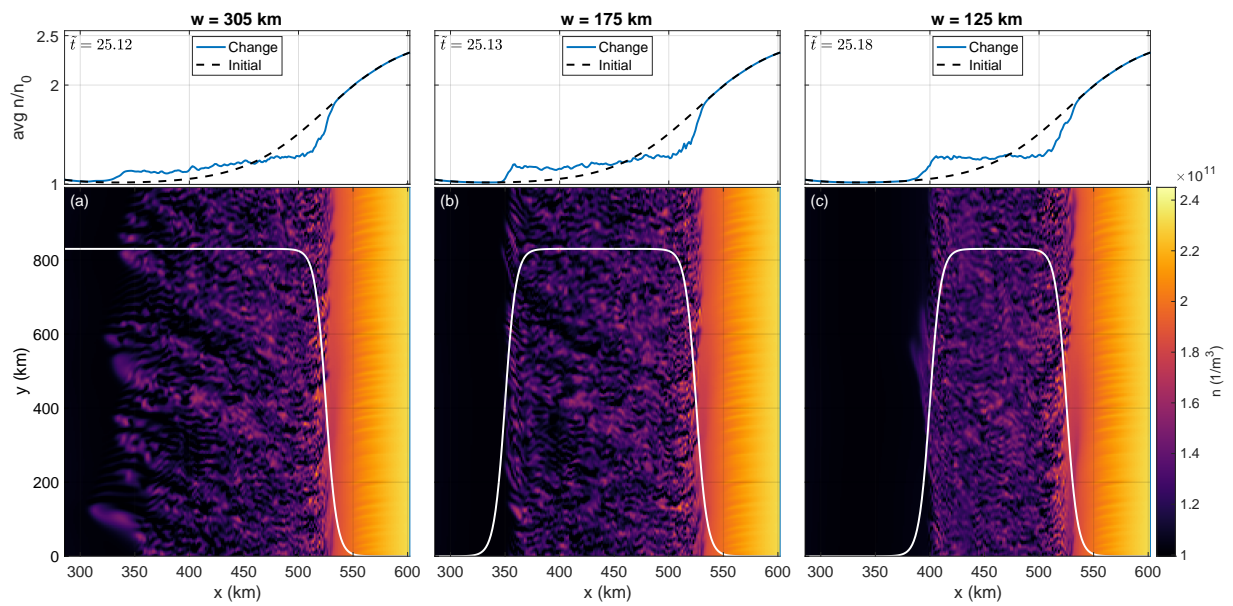 w = 305 km
w = 175 km
w = 125 km
2.5
2
1
avg n/n0
t̃ = 25.12
Change
Initial
t̃ = 25.13
Change
Initial
t̃ = 25.18
Change
Initial
(a)
(b)
(c)
800
600
400
200
0
y (km)
300 350 400 450 500 550 600
x (km)
300 350 400 450 500 550 600
x (km)
300 350 400 450 500 550 600
x (km)
×10¹¹
2.4
2.2
2
1.8
1.6
1.4
1.2
1
n (1/m³)